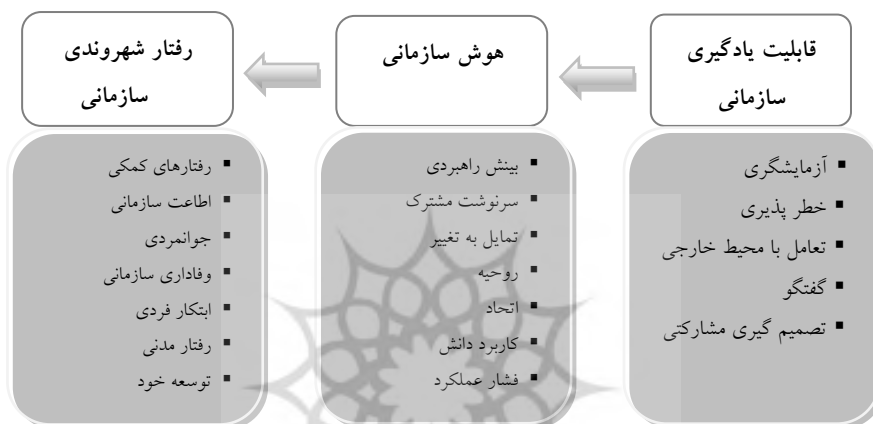 قابلیت یادگیری
سازمانی
آزمایشگری
خطر پذیری
تعامل با محیط خارجی
گفتگو
تصمیم گیری مشارکتی
هوش سازمانی
بینش راهبردی
سرنوشت مشترک
تمایل به تغییر
روحیه
اتحاد
کاربرد دانش
فشار عملکرد
رفتار شهروندی
سازمانی
رفتارهای کمکی
اطاعت سازمانی
جوانمردی
وفاداری سازمانی
ابتکار فردی
رفتار مدنی
توسعه خود